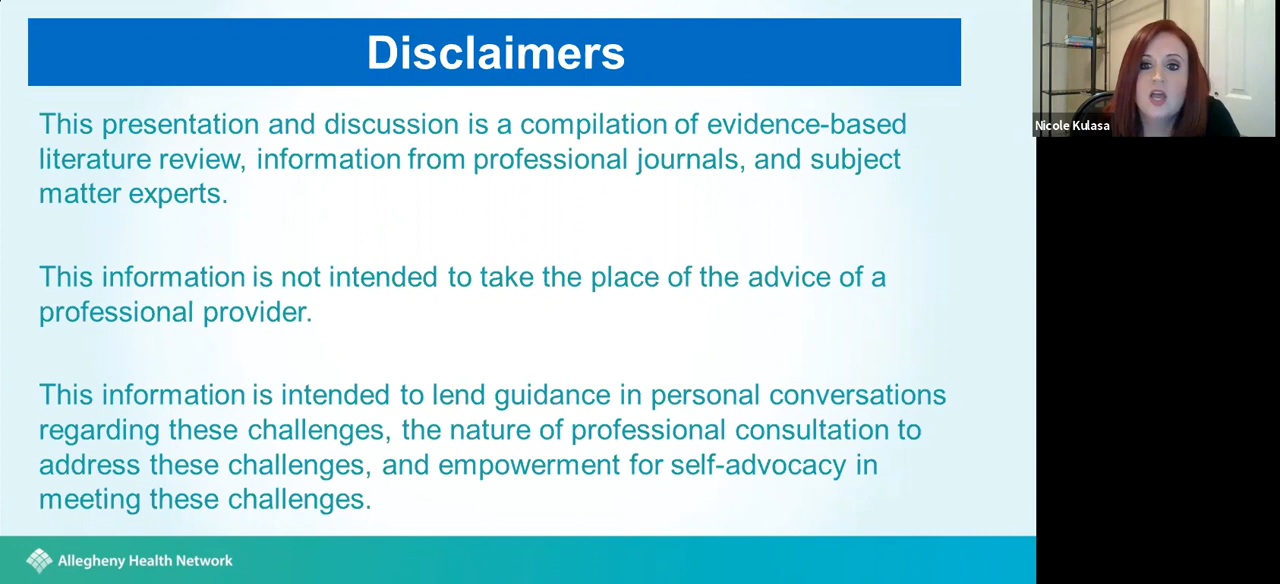 Disclaimers
This presentation and discussion is a compilation of evidence-based
literature review, information from professional journals, and subject
matter experts.
This information is not intended to take the place of the advice of a
professional provider.
This information is intended to lend guidance in personal conversations
regarding these challenges, the nature of professional consultation to
address these challenges, and empowerment for self-advocacy in
meeting these challenges.
Allegheny Health Network
Nicole Kulasa